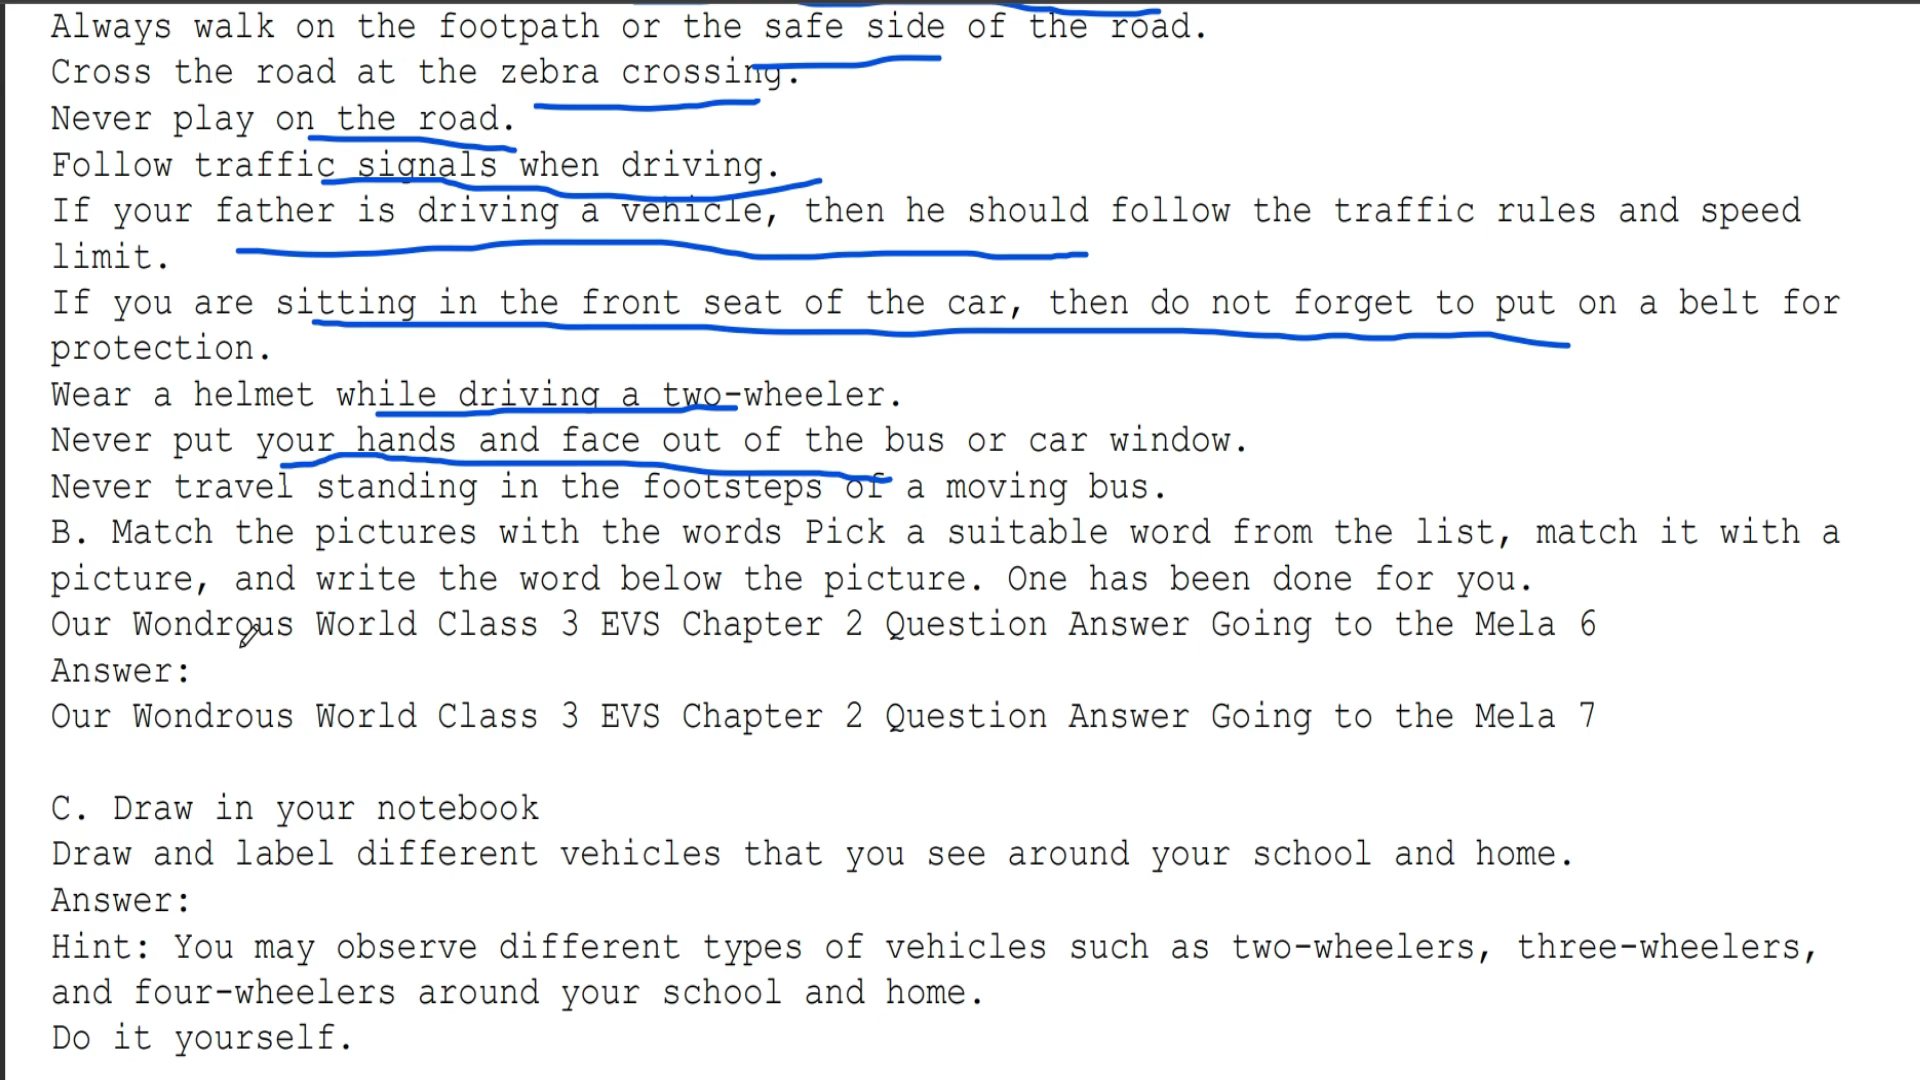 Always walk on the footpath or the safe side of the road.
Cross the road at the zebra crossing.
Never play on the road.
Follow traffic signals when driving.
If your father is driving a vehicle, then he should follow the traffic rules and speed
limit.
If you are sitting in the front seat of the car, then do not forget to put on a belt for
protection.
Wear a helmet while driving a two-wheeler.
Never put your hands and face out of the bus or car window.
Never travel standing in the footsteps of a moving bus.
B. Match the pictures with the words Pick a suitable word from the list, match it with a
picture, and write the word below the picture. One has been done for you.
Our Wondrous World Class 3 EVS Chapter 2 Question Answer Going to the Mela 6
Answer:
Our Wondrous World Class 3 EVS Chapter 2 Question Answer Going to the Mela 7
C. Draw in your notebook
Draw and label different vehicles that you see around your school and home.
Answer:
Hint: You may observe different types of vehicles such as two-wheelers, three-wheelers,
and four-wheelers around your school and home.
Do it yourself.